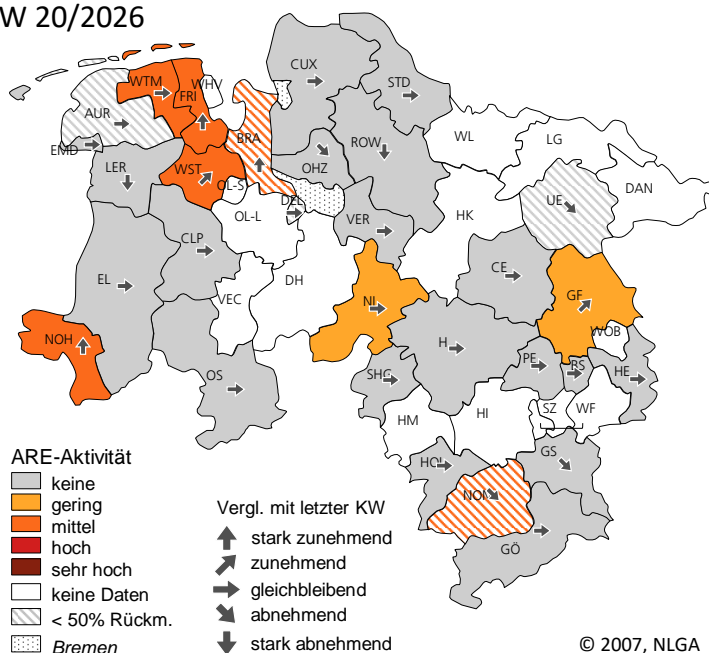 W 20/2026
CUX
WTM
WHV
STD
FRI
AUR
BRA
WL
LG
EMD
ROW
LER
OHZ
WST
DAN
OL-S
UE
DEL
OL-L
VER
HK
CLP
CE
EL
DH
GF
VEC
NI
NOH
WOB
H
PE
BS
OS
SHG
HE
HM
HI
SZ
WF
GS
HOL
NOM
GÖ
ARE-Aktivität
keine
gering
mittel
hoch
sehr hoch
keine Daten
< 50% Rückm.
Bremen
Vergl. mit letzter KW
stark zunehmend
zunehmend
gleichbleibend
abnehmend
stark abnehmend
© 2007, NLGA